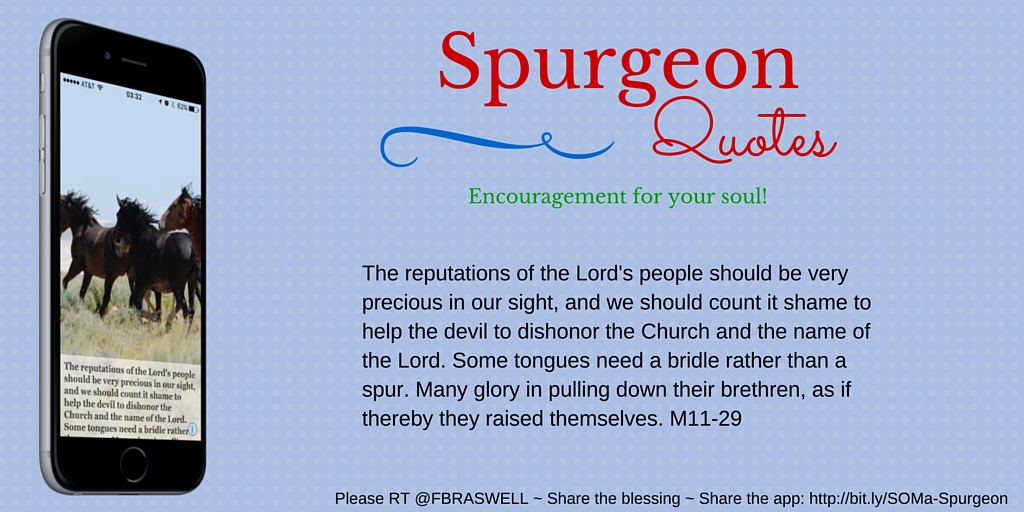 AT&T
03:32
62%
The reputations of the Lord's people
should be very precious in our sight,
and we should count it shame to
help the devil to dishonor the
Church and the name of the Lord.
Some tongues need a bridle rather
Spurgeon
Quotes
Encouragement for your soul!
The reputations of the Lord's people should be very
precious in our sight, and we should count it shame to
help the devil to dishonor the Church and the name of
the Lord. Some tongues need a bridle rather than a
spur. Many glory in pulling down their brethren, as if
thereby they raised themselves. M11-29
Please RT @FBRASWELL ~ Share the blessing ~ Share the app: http://bit.ly/SOMa-Spurgeon